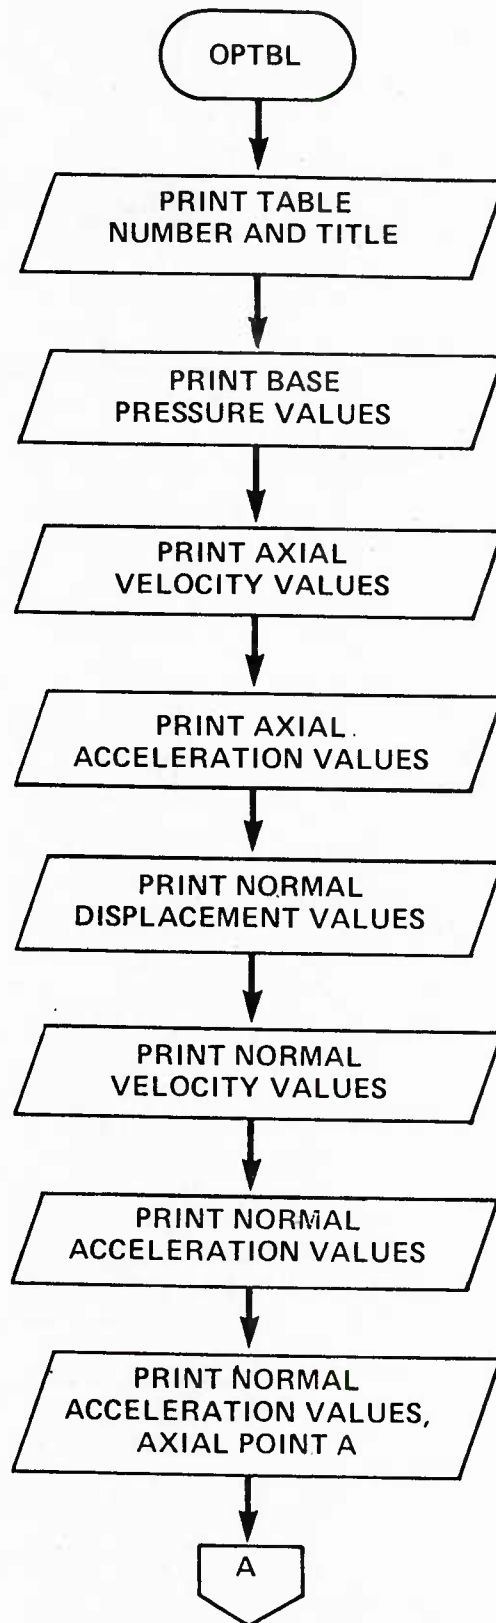 OPTBL
PRINT TABLE
NUMBER AND TITLE
PRINT BASE
PRESSURE VALUES
PRINT AXIAL
VELOCITY VALUES
PRINT AXIAL
ACCELERATION VALUES
PRINT NORMAL
DISPLACEMENT VALUES
PRINT NORMAL
VELOCITY VALUES
PRINT NORMAL
ACCELERATION VALUES
PRINT NORMAL
ACCELERATION VALUES,
AXIAL POINT A
A